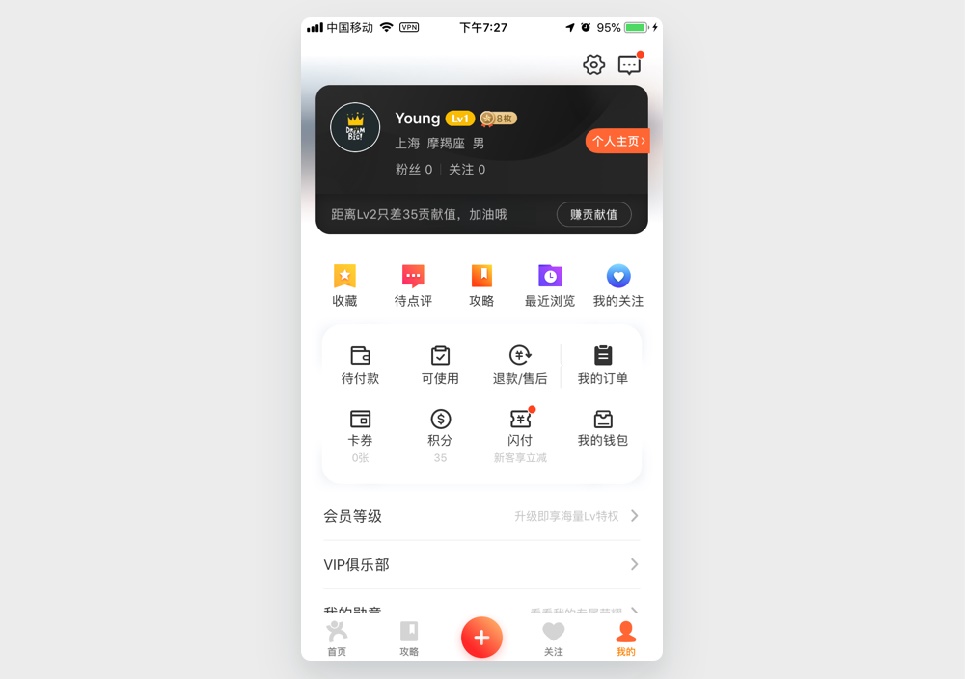 中国移动 VPN 下午7:27 95%
DREAM BIG!
Young Lv1 8枚
上海 摩羯座 男
个人主页
粉丝 0 关注 0
距离Lv2只差35贡献值，加油哦 赚贡献值
收藏 待点评 攻略 最近浏览 我的关注
待付款 可使用 退款/售后 我的订单
卡券 积分 闪付 我的钱包
0张 35 新客享立减
会员等级 升级即享海量Lv特权
VIP俱乐部
我的勋章
首页 攻略 关注 我的